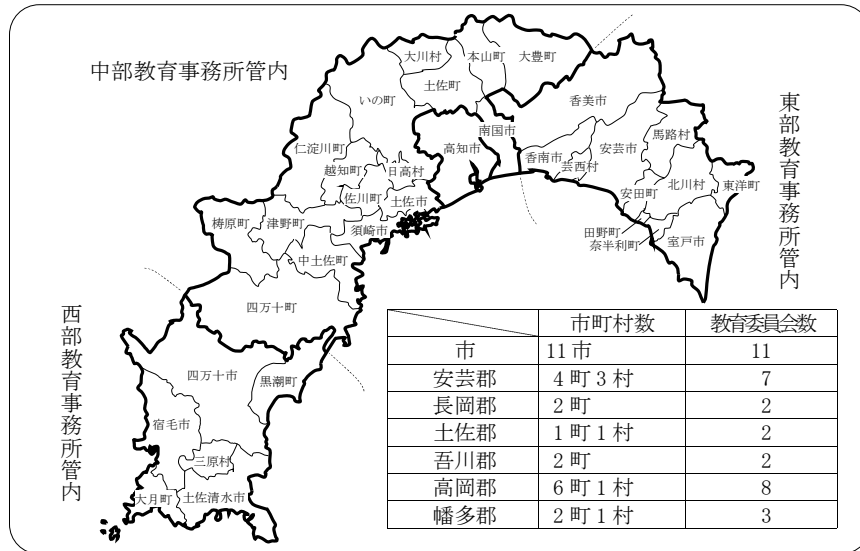 中部教育事務所管内
大川村
本山町
大豊町
土佐町
いの町
香美市
東部教育事務所管内
南国市
高知市
馬路村
仁淀川町
安芸市
香南市
越知町
日高村
芸西村
北川村
東洋町
佐川町
土佐市
安田町
梼原町
津野町
須崎市
田野町
奈半利町
室戸市
中土佐町
四万十町
西部教育事務所管内
四万十市
黒潮町
宿毛市
三原村
大月町
土佐清水市
市町村数 教育委員会数
市 11市 11
安芸郡 4町3村 7
長岡郡 2町 2
土佐郡 1町1村 2
吾川郡 2町 2
高岡郡 6町1村 8
幡多郡 2町1村 3